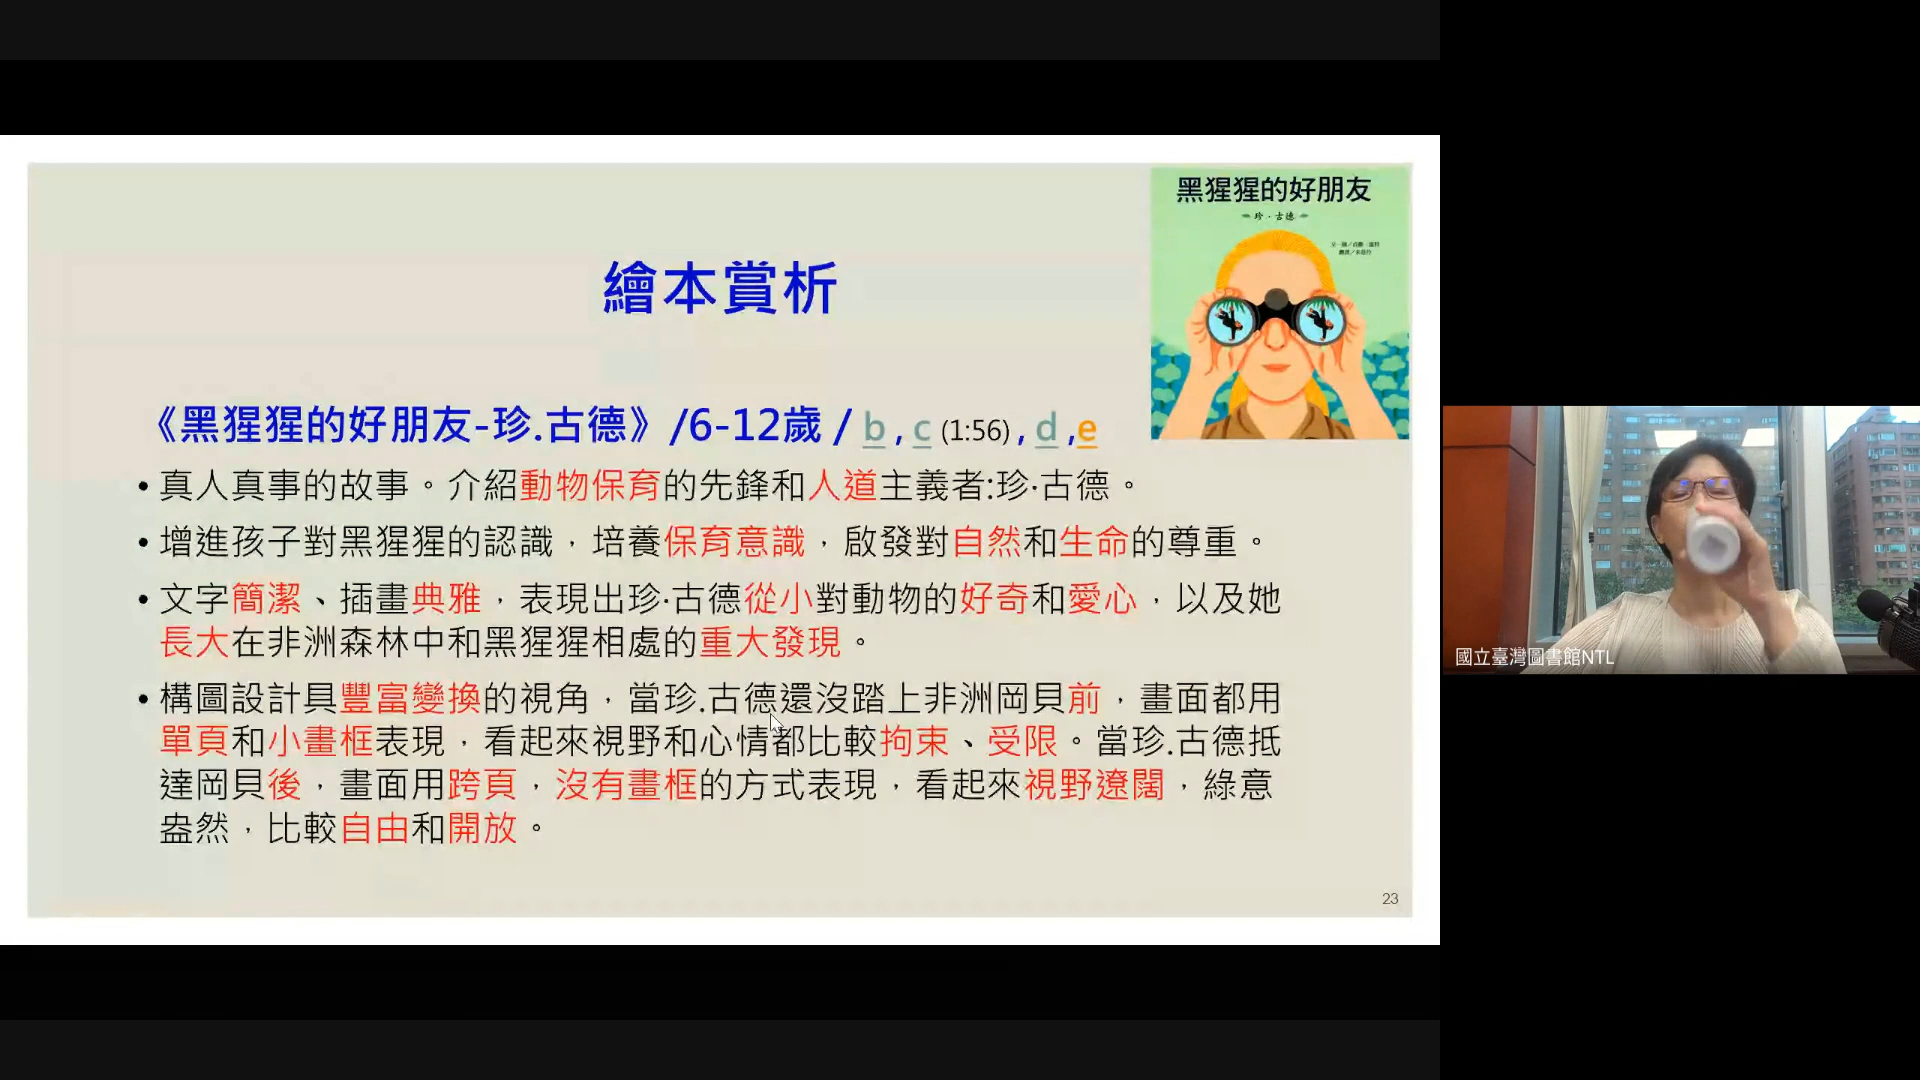 黑猩猩的好朋友
珍·古德
繪本賞析
《黑猩猩的好朋友-珍.古德》/6-12歲 / b , c (1:56) , d ,e
• 真人真事的故事。介紹動物保育的先鋒和人道主義者:珍·古德。
• 增進孩子對黑猩猩的認識，培養保育意識，啟發對自然和生命的尊重。
• 文字簡潔、插畫典雅，表現出珍·古德從小對動物的好奇和愛心，以及她
長大在非洲森林中和黑猩猩相處的重大發現。
• 構圖設計具豐富變換的視角，當珍.古德還沒踏上非洲岡貝前，畫面都用
單頁和小畫框表現，看起來視野和心情都比較拘束、受限。當珍.古德抵
達岡貝後，畫面用跨頁，沒有畫框的方式表現，看起來視野遼闊，綠意
盎然，比較自由和開放。
23
國立臺灣圖書館NTL